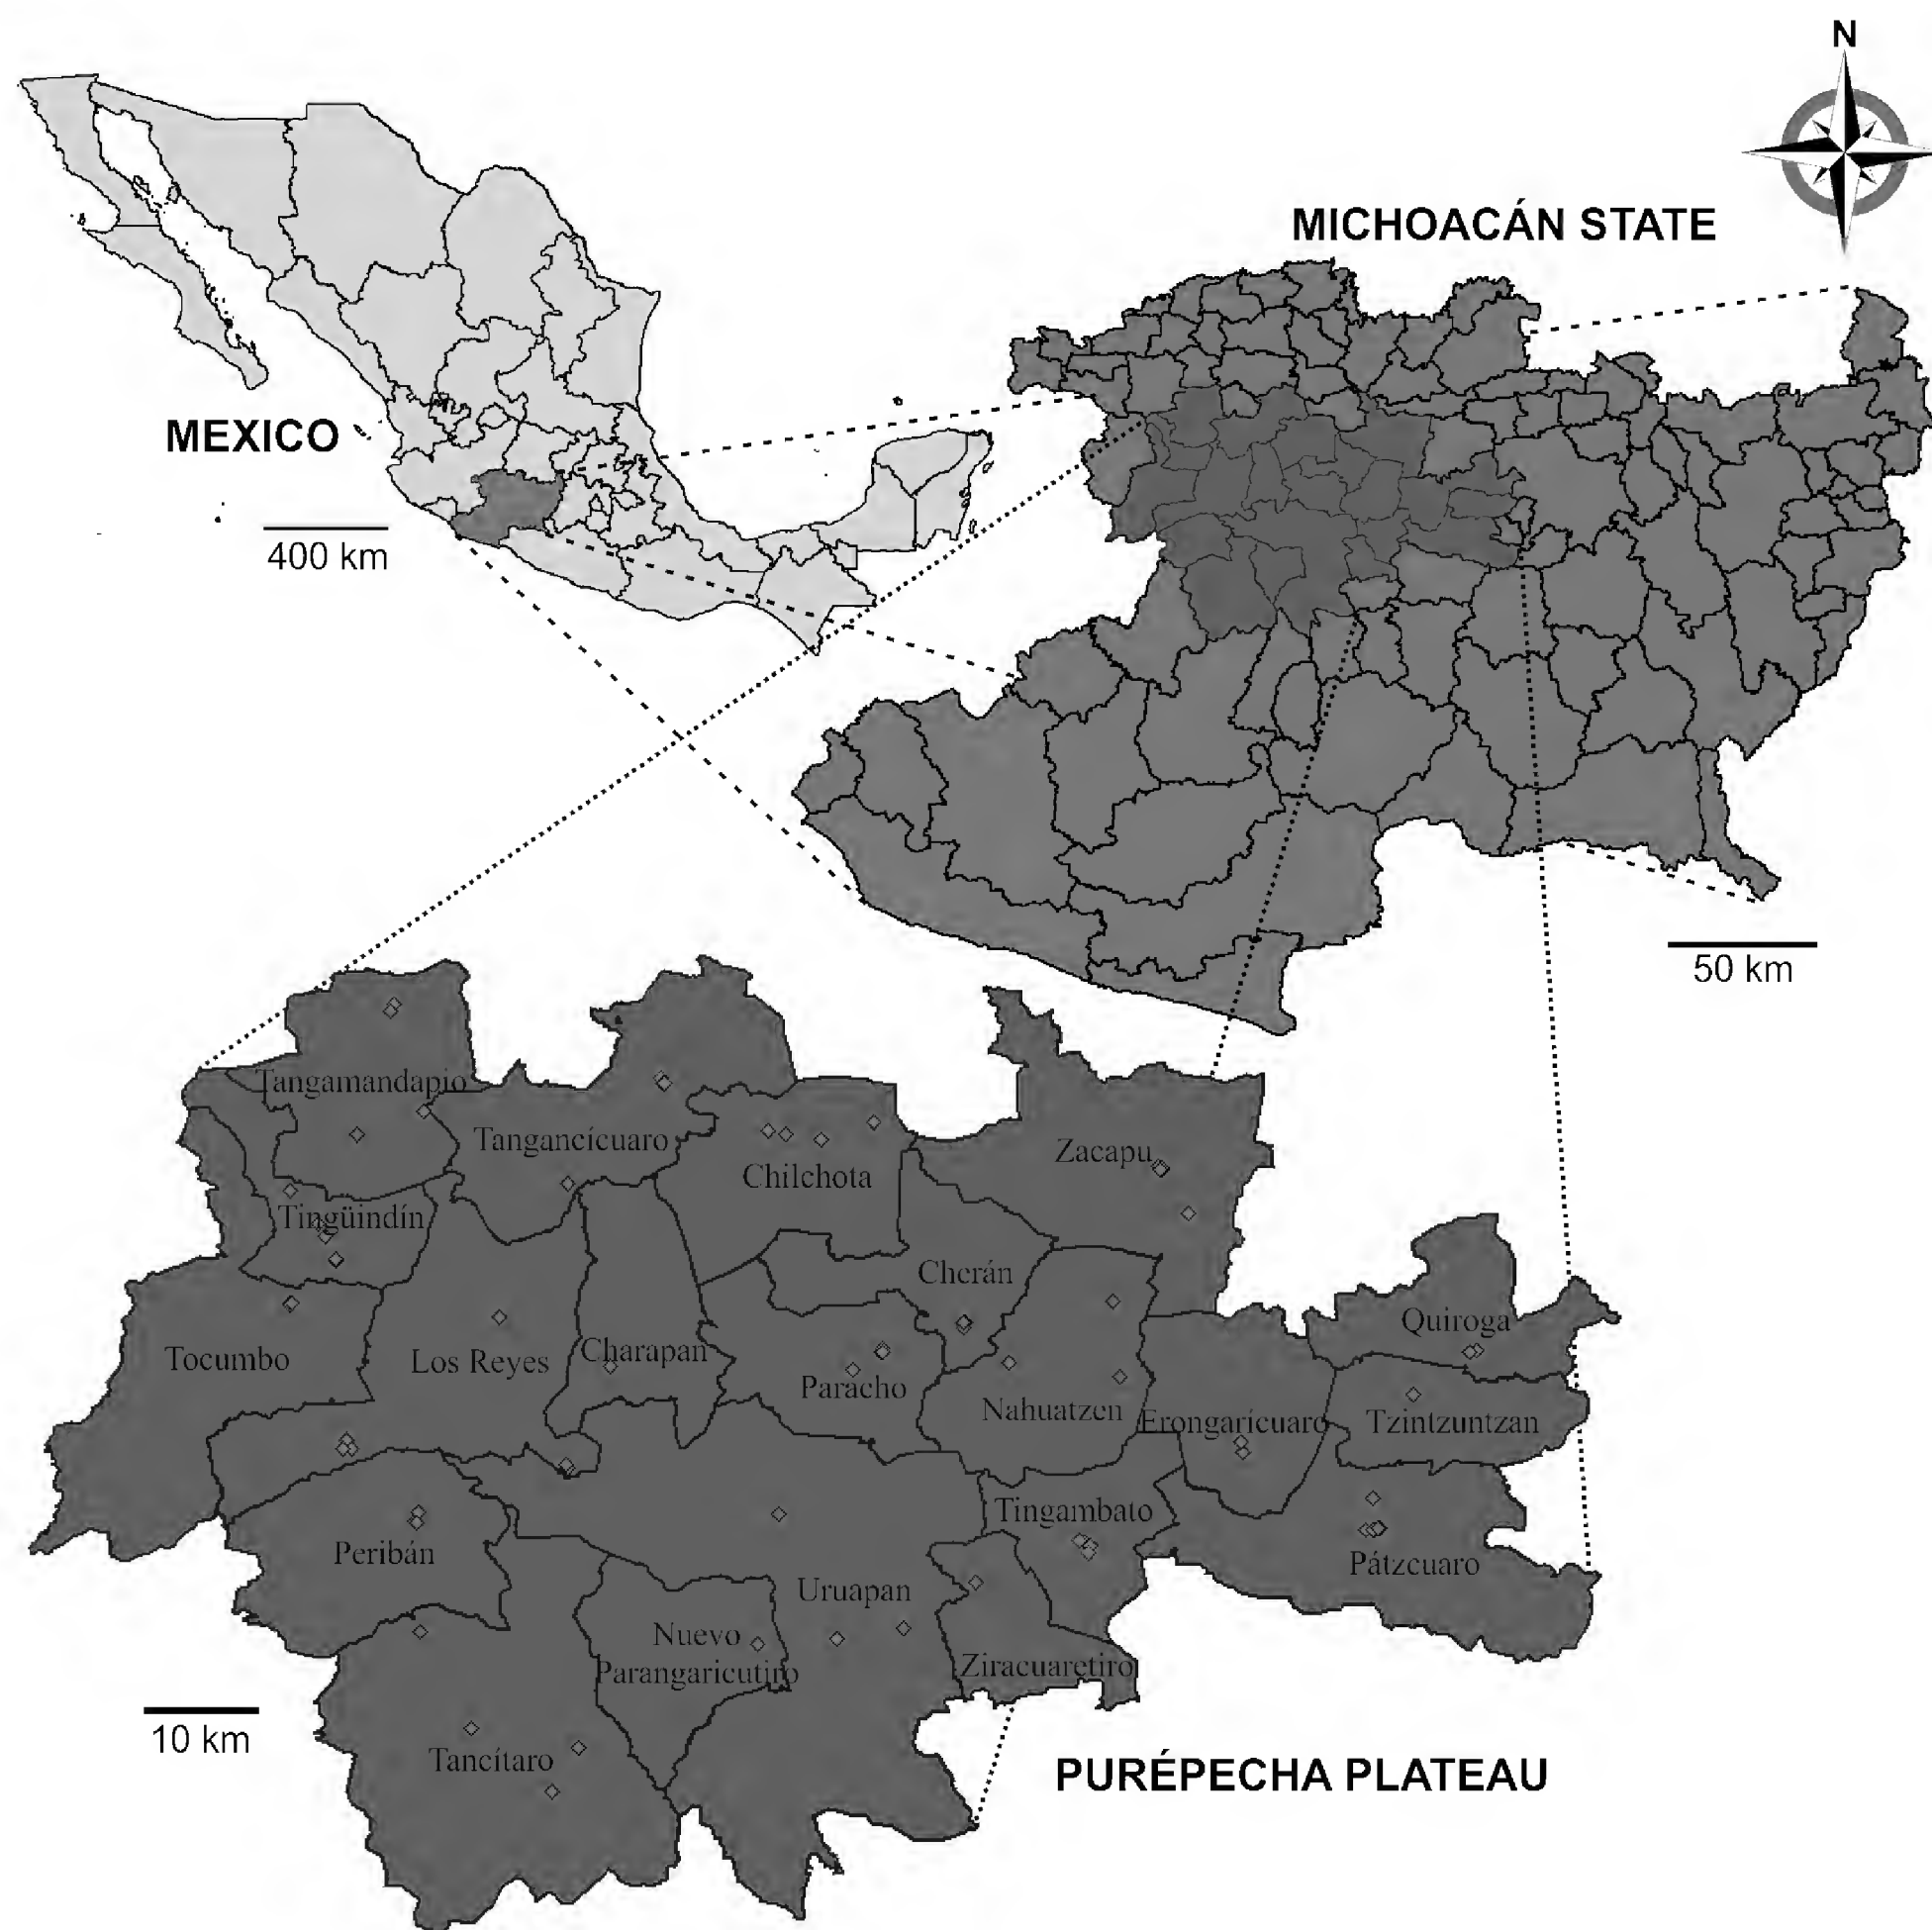 N
MICHOACÁN STATE
MEXICO
400 km
50 km
Tangamandapio
Tangancícuaro
Chilchota
Zacapu
Tingüindín
Cherán
Quiroga
Tocumbo
Los Reyes
Charapan
Paracho
Nahuatzen
Erongarícuaro
Tzintzuntzan
Tingambato
Peribán
Pátzcuaro
Uruapan
Nuevo
Parangaricutiro
Ziracuaretiro
10 km
Tancítaro
PURÉPECHA PLATEAU